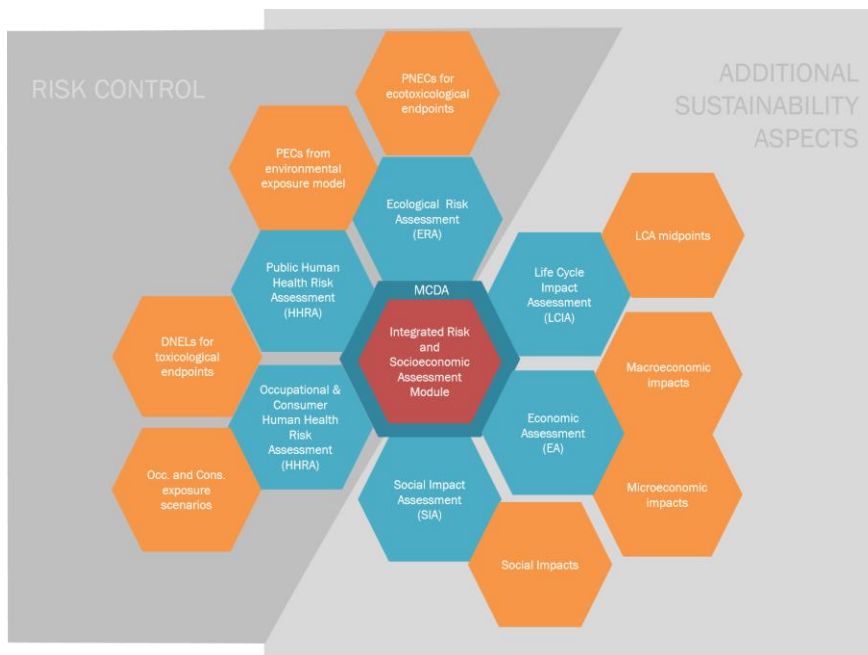 RISK CONTROL
ADDITIONAL
SUSTAINABILITY
ASPECTS
PNECs for
ecotoxicological
endpoints
PECs from
environmental
exposure model
Ecological Risk
Assessment
(ERA)
LCA midpoints
Public Human
Health Risk
Assessment
(HHRA)
Life Cycle
Impact
Assessment
(LCIA)
MCDA
Integrated Risk
and
Socioeconomic
Assessment
Module
DNELs for
toxicological
endpoints
Macroeconomic
impacts
Occupational &
Consumer
Human Health
Risk
Assessment
(HHRA)
Economic
Assessment
(EA)
Occ. and Cons.
exposure
scenarios
Social Impact
Assessment
(SIA)
Microeconomic
impacts
Social Impacts